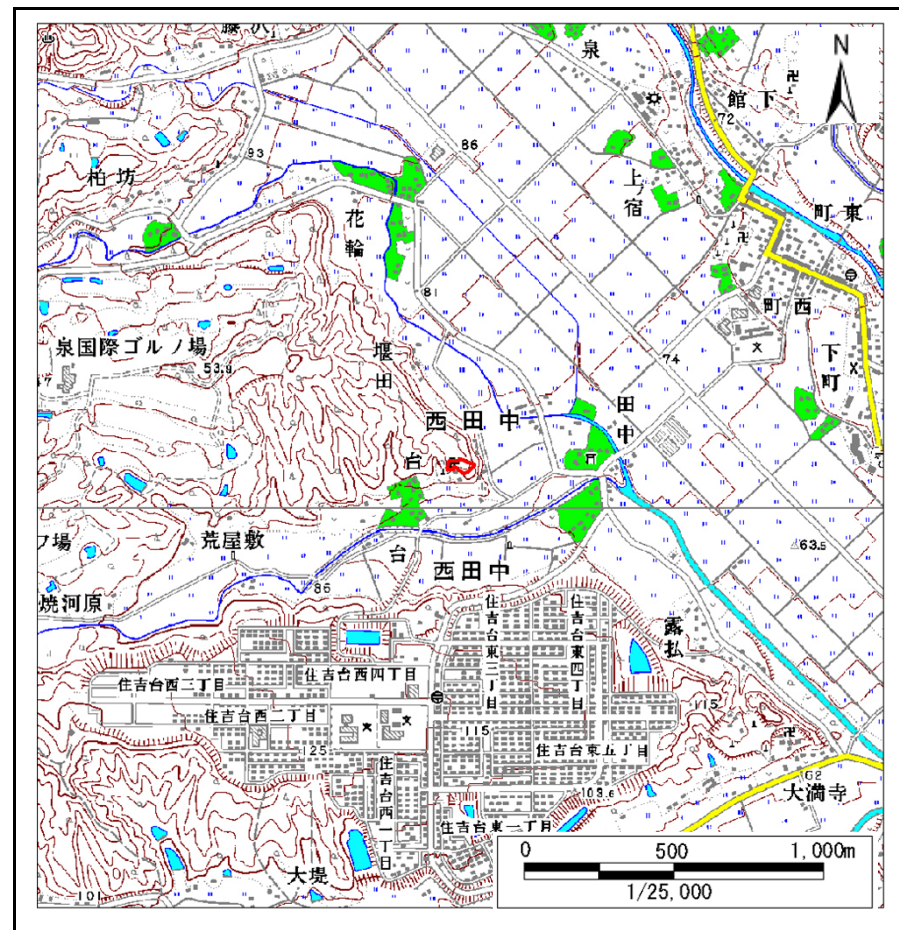 N
泉
館下
72
86
93
柏坊
上ノ宿
町東
花輪
81
町西
泉国際ゴルフ場
53.9
堰田
74
下町
西田中
田中
台
荒屋敷
台
63.5
西田中
焼河原
86
住吉台東三丁目
住吉台東四丁目
露払
住吉台西三丁目
住吉台西四丁目
115
住吉台西二丁目
125
115
住吉台東五丁目
住吉台西一丁目
103.6
62
大満寺
住吉台東一丁目
大堤
101
0 500 1,000m
1/25,000